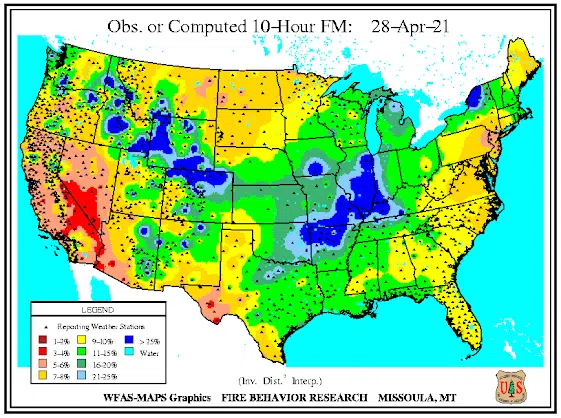 Obs. or Computed 10-Hour FM: 28-Apr-21
LEGEND
Reporting Weather Stations
1-2% 9-10% > 25%
3-4% 11-15% Water
5-6% 16-20%
7-8% 21-25%
(Inv. Dist.² Interp.)
WFAS-MAPS Graphics FIRE BEHAVIOR RESEARCH MISSOULA, MT
U S